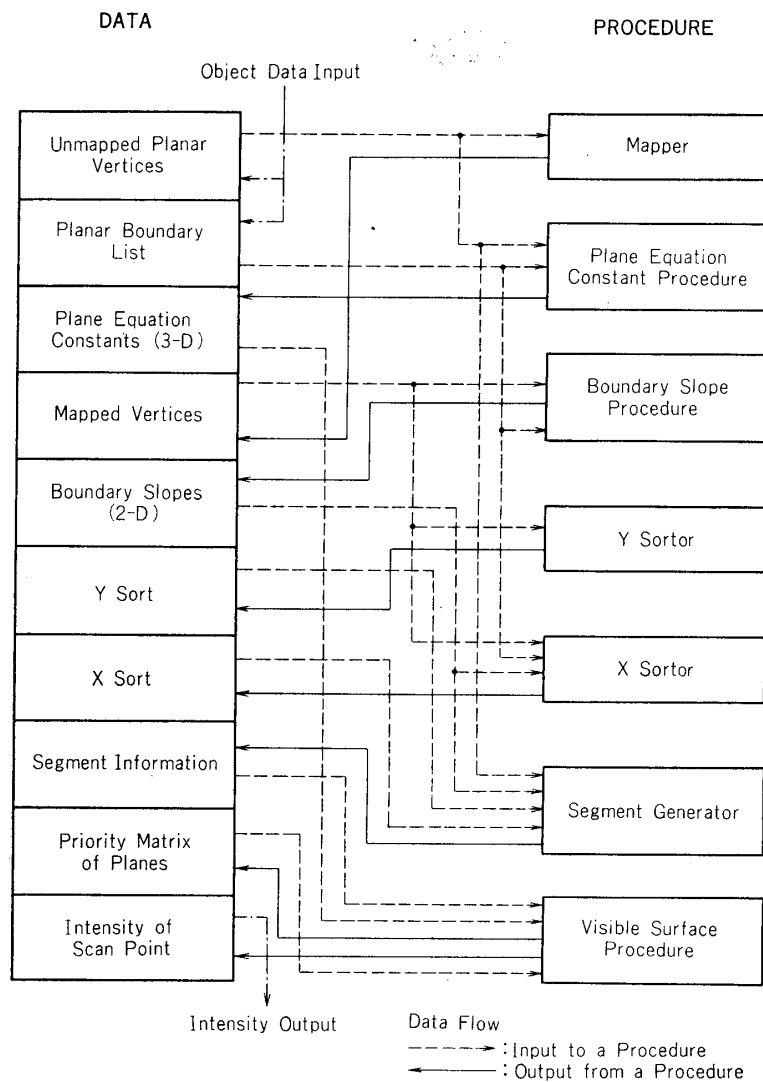 DATA
PROCEDURE
Object Data Input
Unmapped Planar
Vertices
Planar Boundary
List
Plane Equation
Constants (3-D)
Mapped Vertices
Boundary Slopes
(2-D)
Y Sort
X Sort
Segment Information
Priority Matrix
of Planes
Intensity of
Scan Point
Mapper
Plane Equation
Constant Procedure
Boundary Slope
Procedure
Y Sortor
X Sortor
Segment Generator
Visible Surface
Procedure
Intensity Output
Data Flow
:Input to a Procedure
:Output from a Procedure